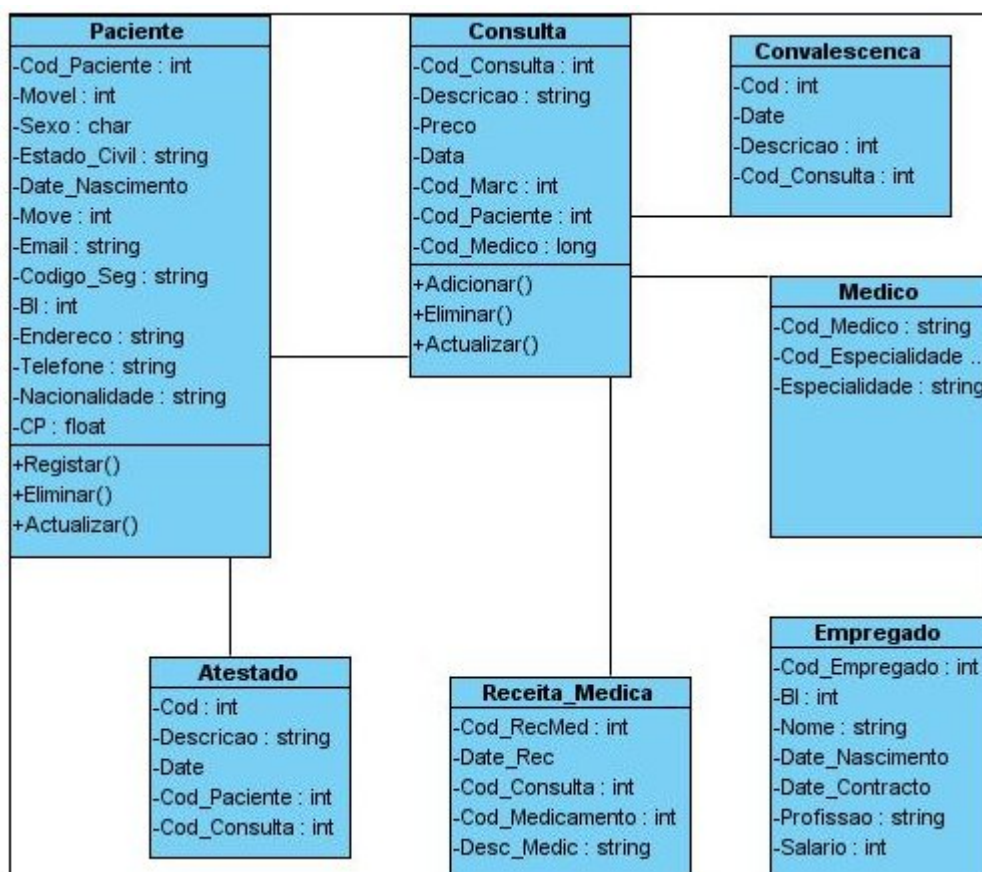 Paciente
-Cod_Paciente : int
-Movel : int
-Sexo : char
-Estado_Civil : string
-Date_Nascimento
-Move : int
-Email : string
-Codigo_Seg : string
-BI : int
-Endereco : string
-Telefone : string
-Nacionalidade : string
-CP : float
+Registar()
+Eliminar()
+Actualizar()
Consulta
-Cod_Consulta : int
-Descricao : string
-Preco
-Data
-Cod_Marc : int
-Cod_Paciente : int
-Cod_Medico : long
+Adicionar()
+Eliminar()
+Actualizar()
Convalescenca
-Cod : int
-Date
-Descricao : int
-Cod_Consulta : int
Medico
-Cod_Medico : string
-Cod_Especialidade ...
-Especialidade : string
Atestado
-Cod : int
-Descricao : string
-Date
-Cod_Paciente : int
-Cod_Consulta : int
Receita_Medica
-Cod_RecMed : int
-Date_Rec
-Cod_Consulta : int
-Cod_Medicamento : int
-Desc_Medic : string
Empregado
-Cod_Empregado : int
-BI : int
-Nome : string
-Date_Nascimento
-Date_Contracto
-Profissao : string
-Salario : int